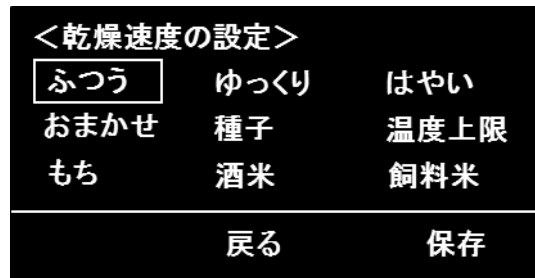 ＜乾燥速度の設定＞
ふつう ゆっくり はやい
おまかせ 種子 温度上限
もち 酒米 飼料米
戻る 保存